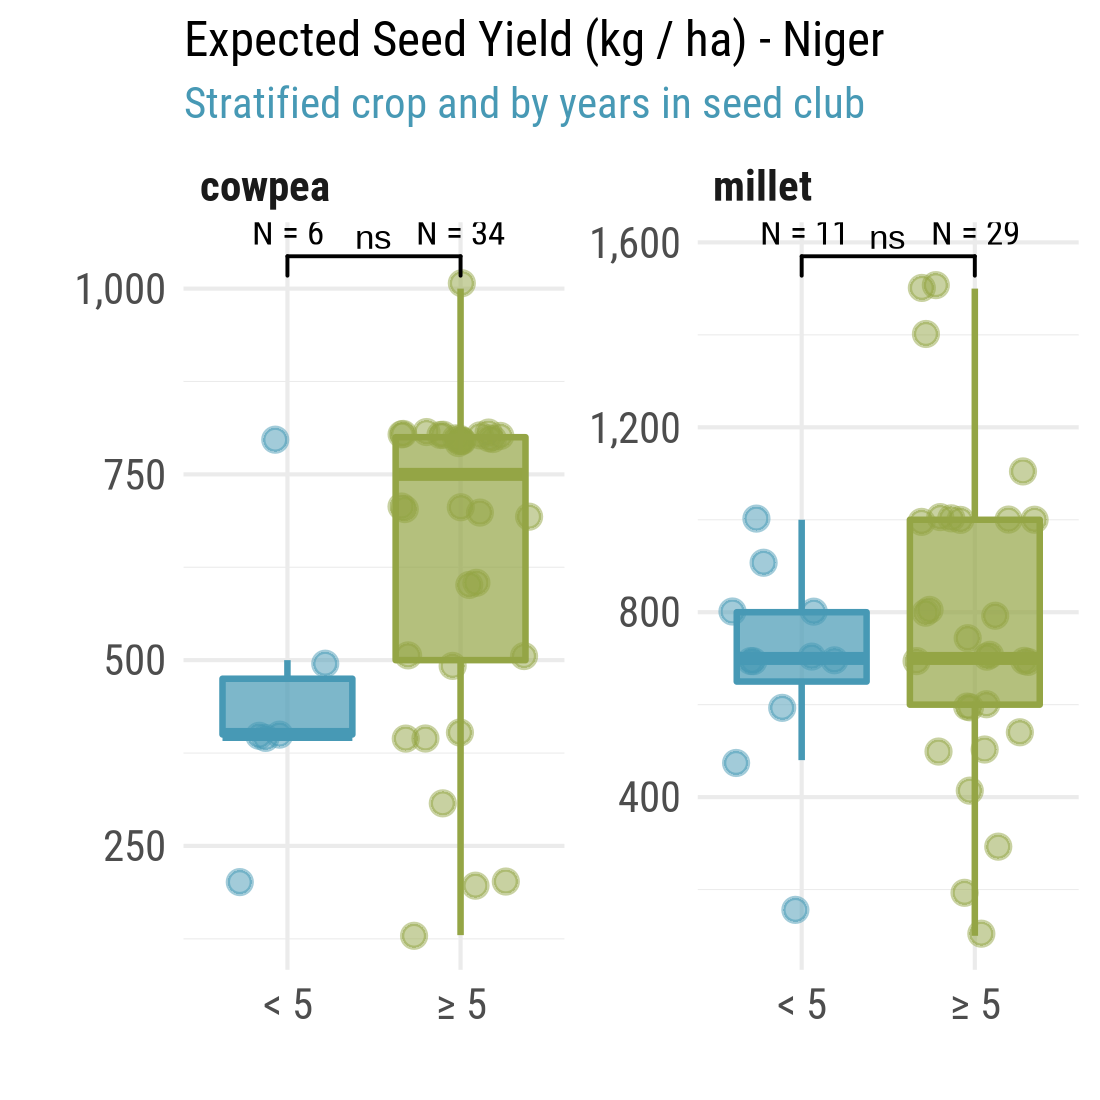 Expected Seed Yield (kg / ha) - Niger
Stratified crop and by years in seed club
cowpea
millet
N = 6 ns N = 34
N = 11 ns N = 29
1,000
750
500
250
1,600
1,200
800
400
< 5
≥ 5
< 5
≥ 5